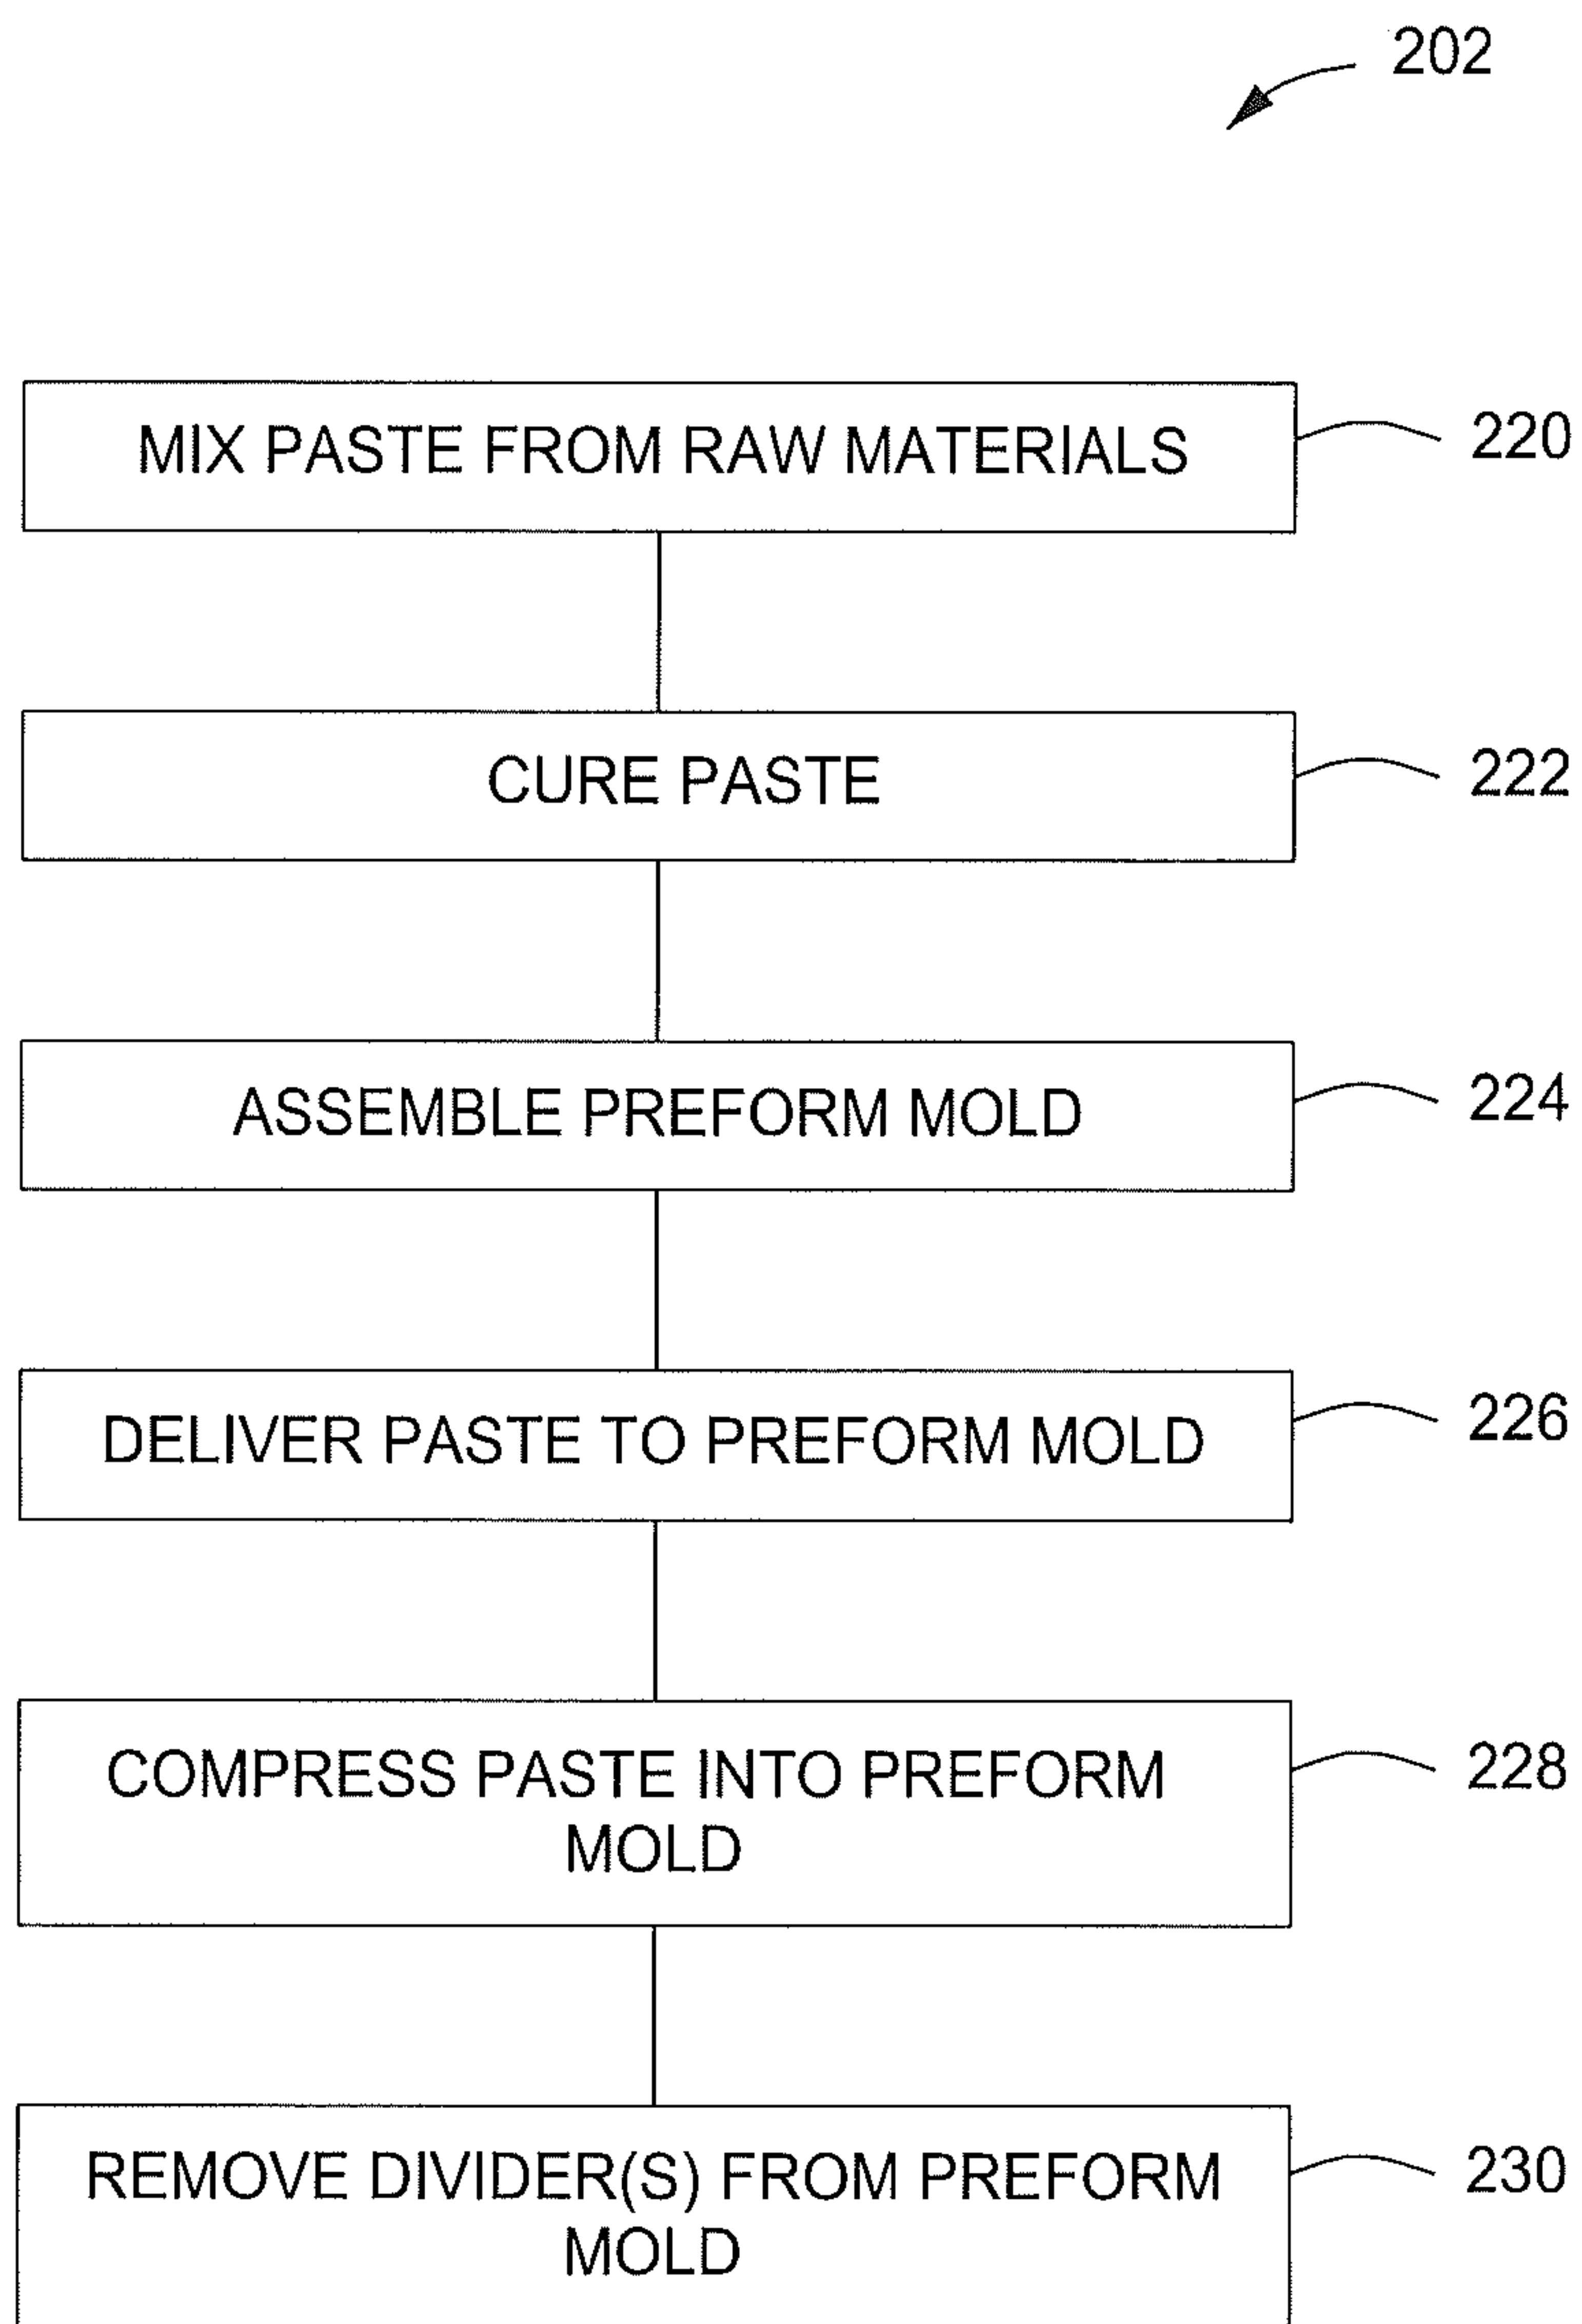 202
MIX PASTE FROM RAW MATERIALS
220
CURE PASTE
222
ASSEMBLE PREFORM MOLD
224
DELIVER PASTE TO PREFORM MOLD
226
COMPRESS PASTE INTO PREFORM
MOLD
228
REMOVE DIVIDER(S) FROM PREFORM
MOLD
230